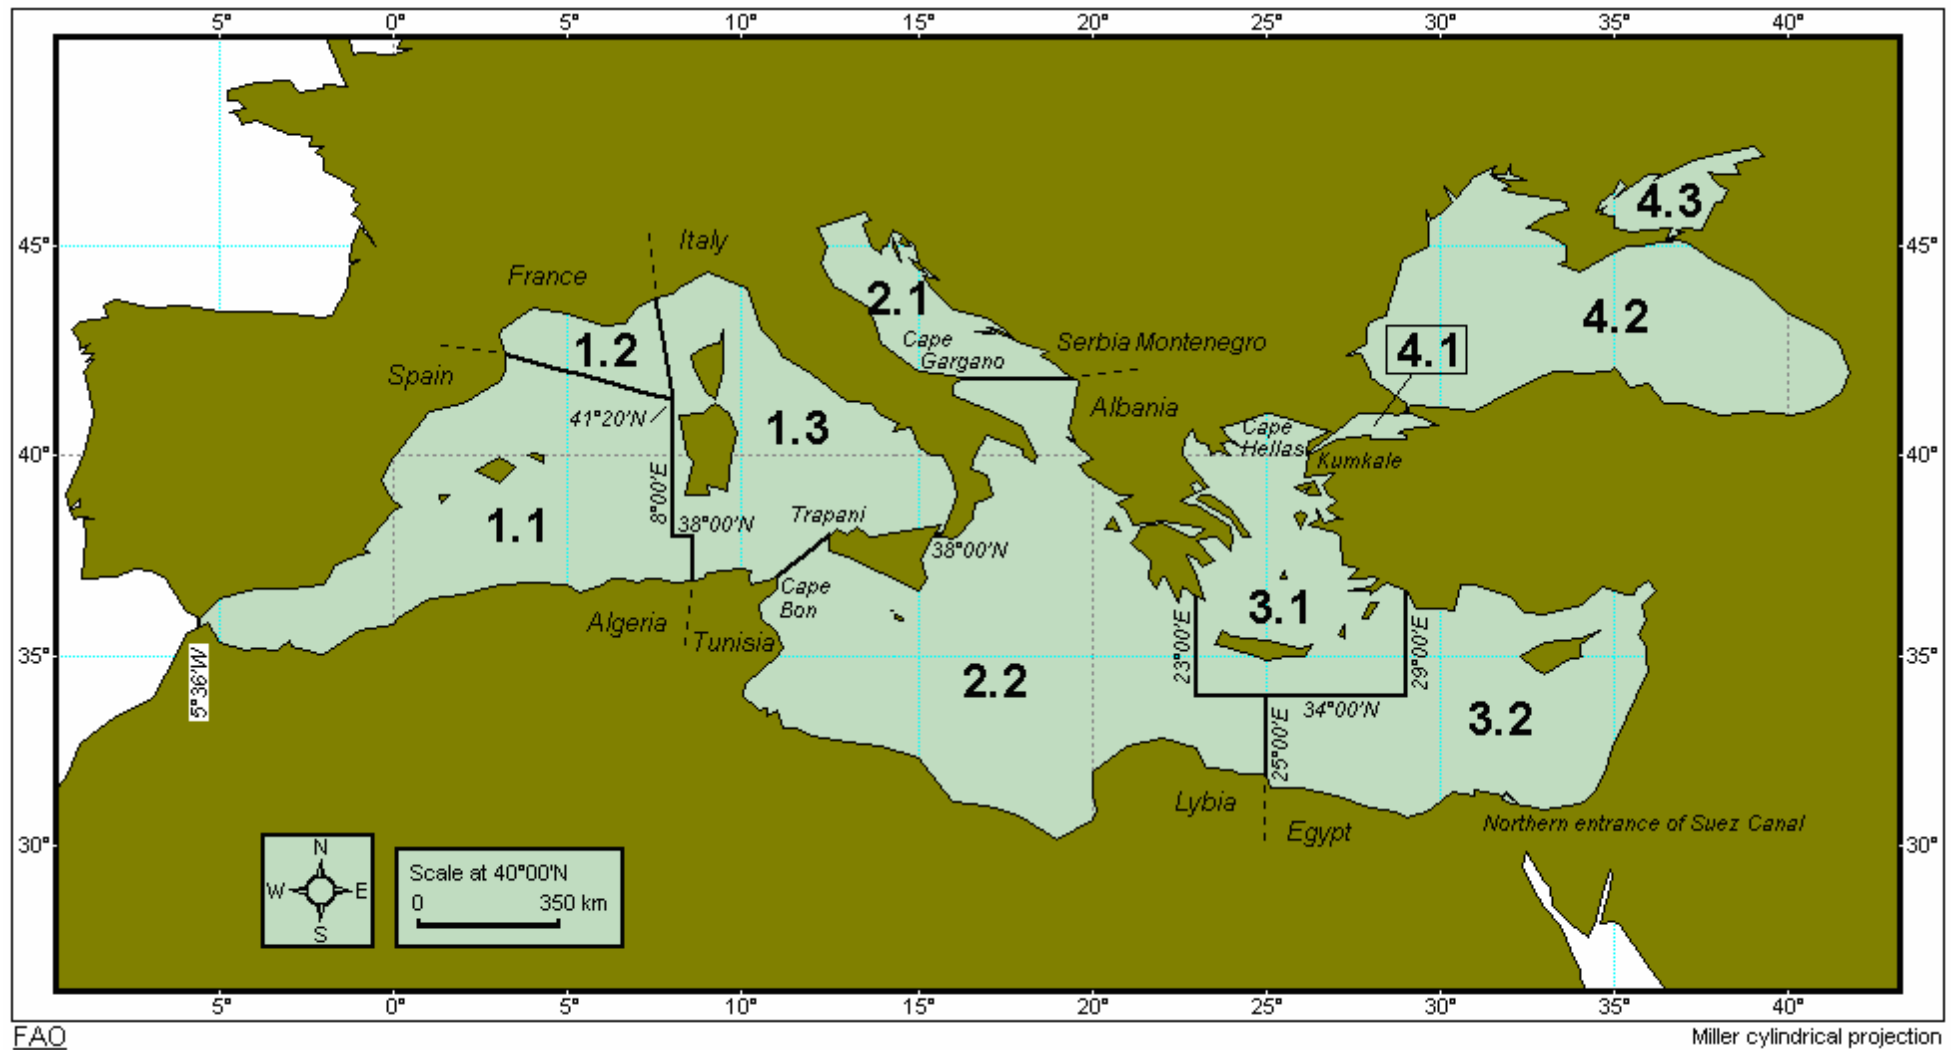 5° 0° 5° 10° 15° 20° 25° 30° 35° 40°
4.3
45° 45°
Italy
France
2.1
4.2
Cape
Gargano
Serbia Montenegro
4.1
1.2
Spain
41°20'N
Albania
1.3
Cape
Hellas
40° 40°
Kumkale
8°00'E
1.1
38°00'N
Trapani
38°00'N
Cape
Bon
3.1
Algeria
Tunisia
23°00'E
29°00'E
35° 35°
5°36'W
2.2
34°00'N
3.2
25°00'E
Lybia
Egypt
Northern entrance of Suez Canal
30° 30°
N
W E
S
Scale at 40°00'N
0 350 km
5° 0° 5° 10° 15° 20° 25° 30° 35° 40°
FAO
Miller cylindrical projection